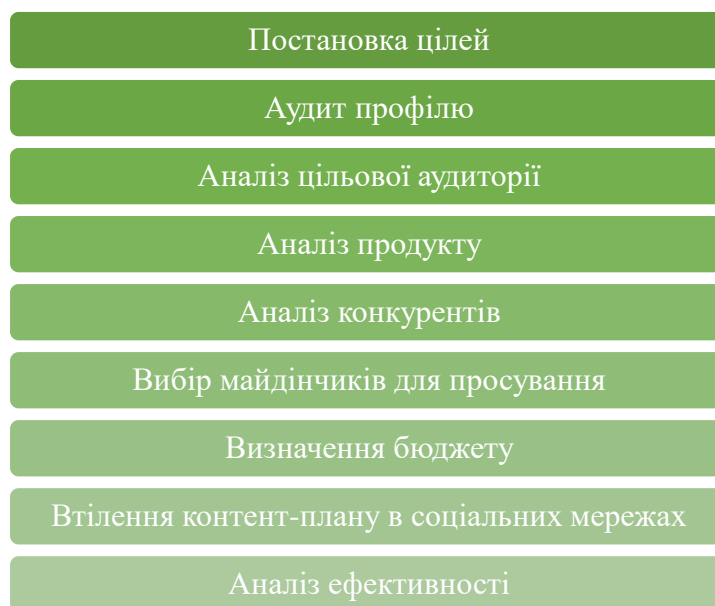 Постановка цілей
Аудит профілю
Аналіз цільової аудиторії
Аналіз продукту
Аналіз конкурентів
Вибір майдінчиків для просування
Визначення бюджету
Втілення контент-плану в соціальних мережах
Аналіз ефективності